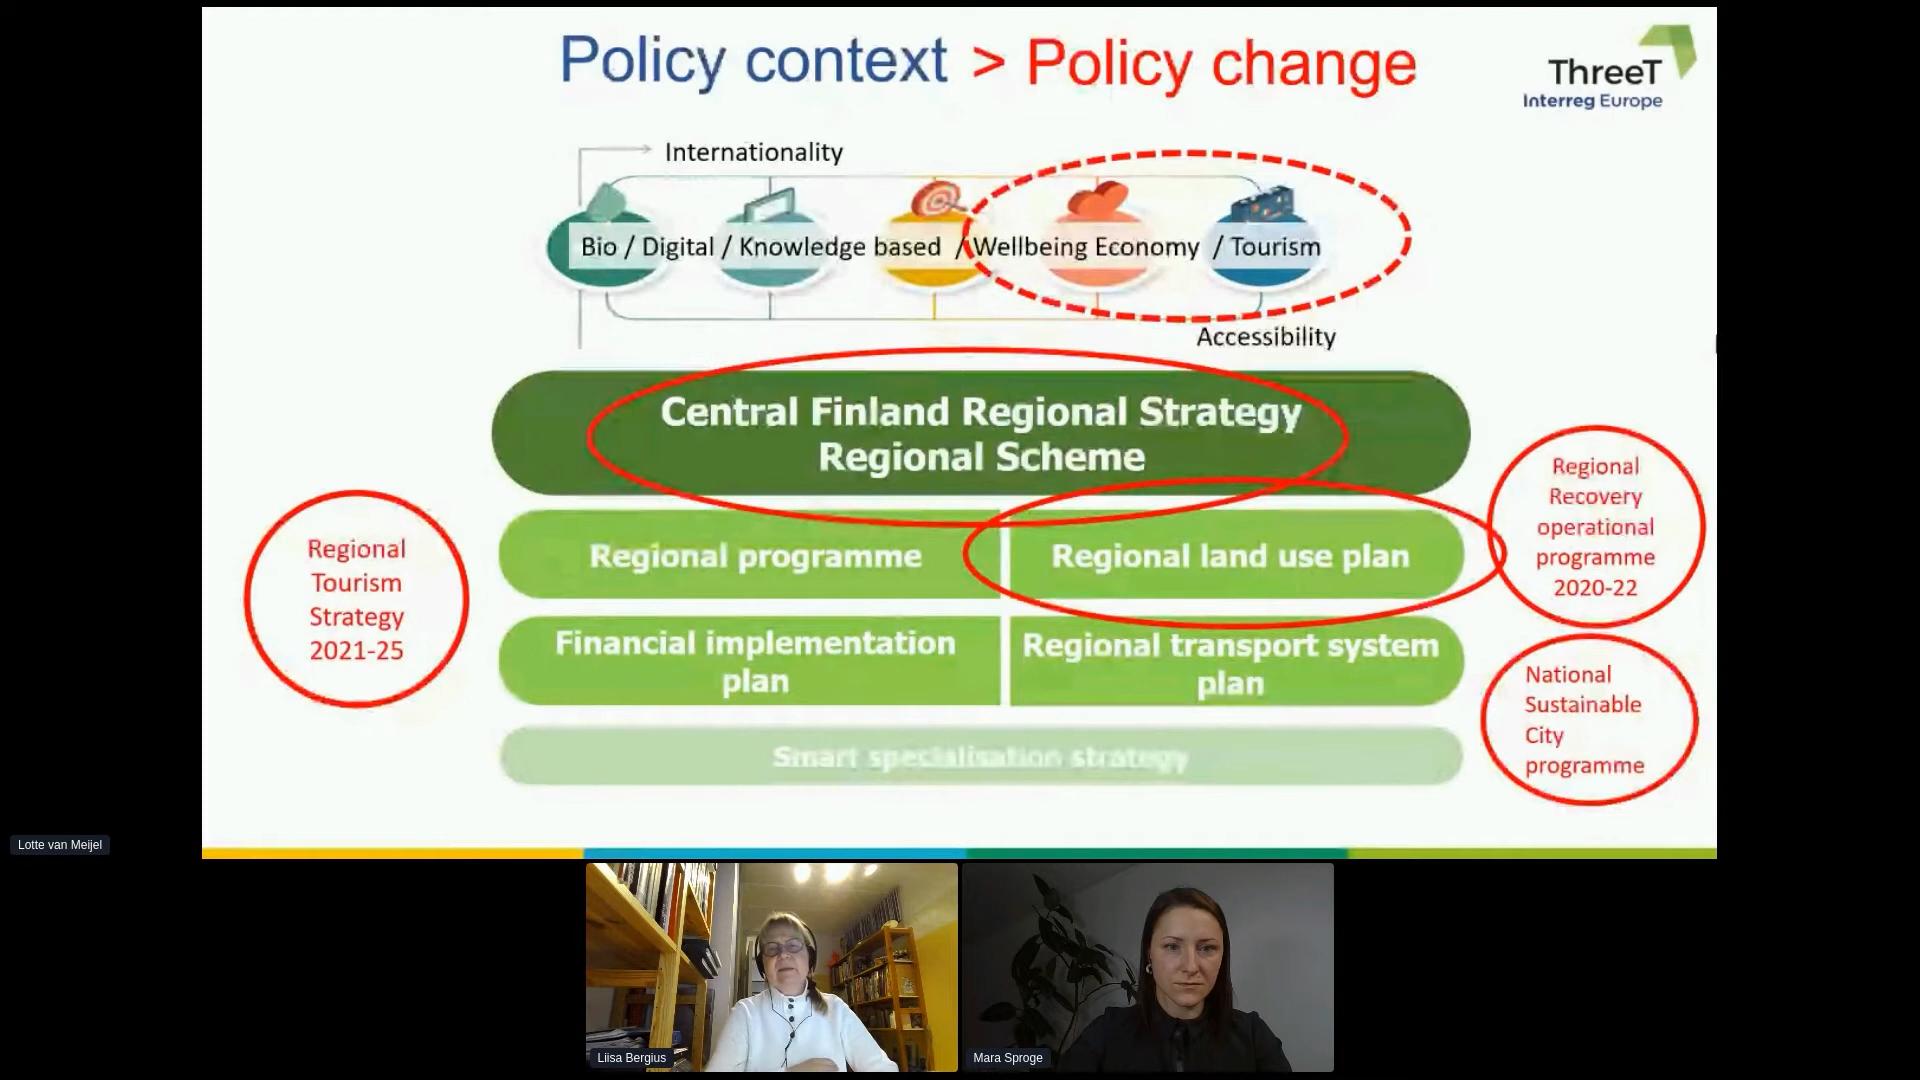 Policy context > Policy change
ThreeT
Interreg Europe
Internationality
Bio / Digital / Knowledge based / Wellbeing Economy / Tourism
Accessibility
Central Finland Regional Strategy
Regional Scheme
Regional programme
Regional land use plan
Financial implementation
plan
Regional transport system
plan
Smart specialisation strategy
Regional
Tourism
Strategy
2021-25
Regional
Recovery
operational
programme
2020-22
National
Sustainable
City
programme
Lotte van Meijel
Liisa Bergius
Mara Sproge